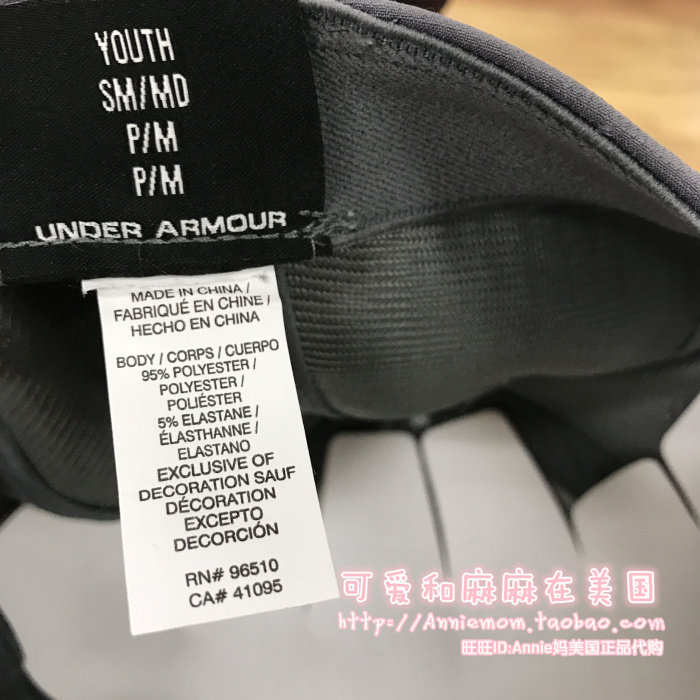 YOUTH
SM/MD
P/M
P/M
UNDER ARMOUR
MADE IN CHINA /
FABRIQUÉ EN CHINE /
HECHO EN CHINA
BODY / CORPS / CUERPO
95% POLYESTER /
POLYESTER /
POLIÉSTER
5% ELASTANE /
ÉLASTHANNE /
ELASTANO
EXCLUSIVE OF
DECORATION SAUF
DÉCORATION
EXCEPTO
DECORCIÓN
RN# 96510
CA# 41095
可爱和麻麻在美国
http://Anniemom.taobao.com
旺旺ID:Annie妈美国正品代购